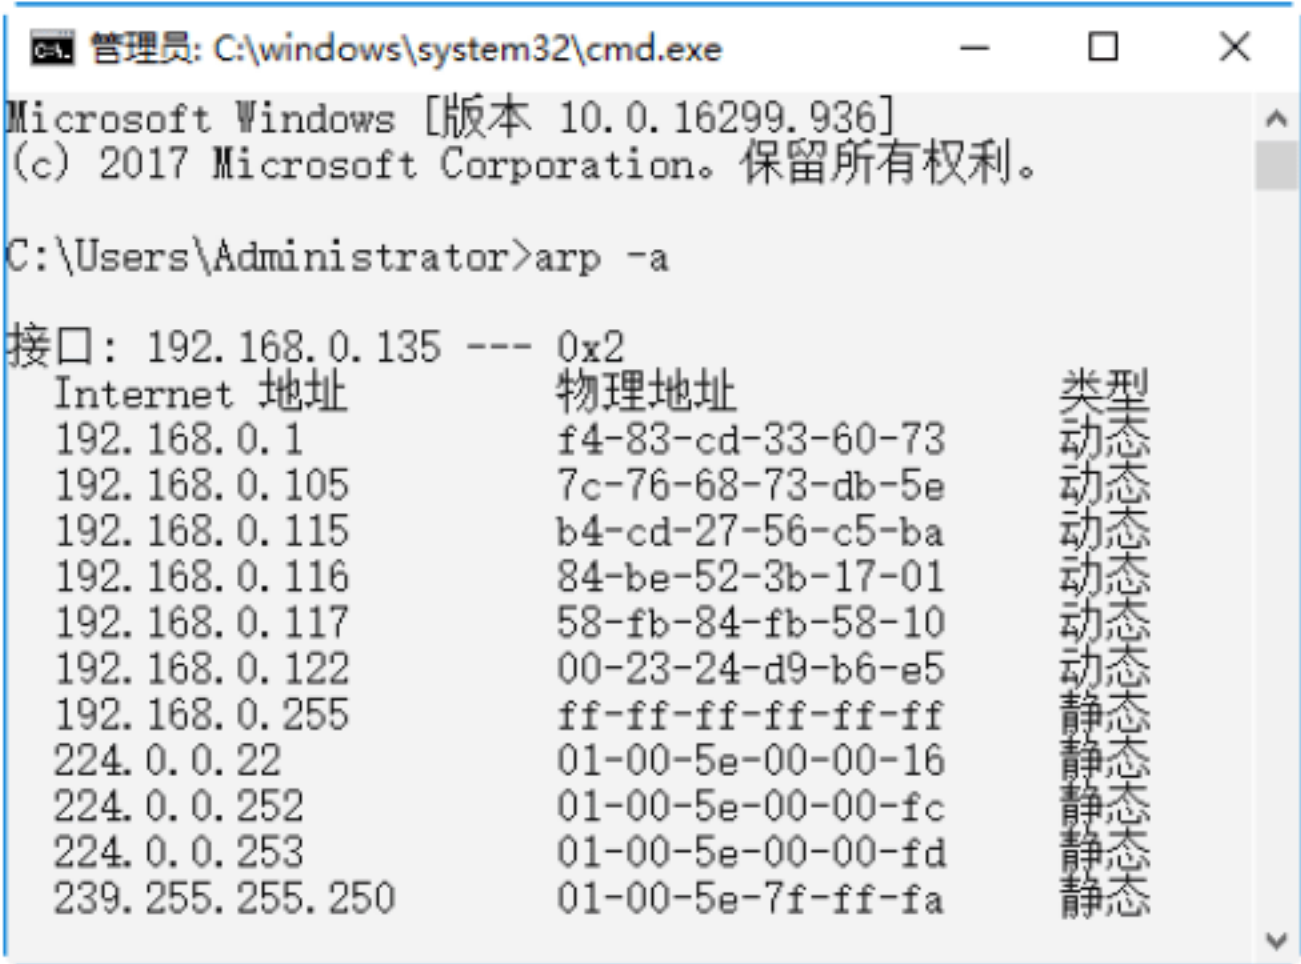 管理员: C:\windows\system32\cmd.exe
Microsoft Windows [版本 10.0.16299.936]
(c) 2017 Microsoft Corporation。保留所有权利。
C:\Users\Administrator>arp -a
接口: 192.168.0.135 --- 0x2
Internet 地址 物理地址 类型
192.168.0.1 f4-83-cd-33-60-73 动态
192.168.0.105 7c-76-68-73-db-5e 动态
192.168.0.115 b4-cd-27-56-c5-ba 动态
192.168.0.116 84-be-52-3b-17-01 动态
192.168.0.117 58-fb-84-fb-58-10 动态
192.168.0.122 00-23-24-d9-b6-e5 动态
192.168.0.255 ff-ff-ff-ff-ff-ff 静态
224.0.0.22 01-00-5e-00-00-16 静态
224.0.0.252 01-00-5e-00-00-fc 静态
224.0.0.253 01-00-5e-00-00-fd 静态
239.255.255.250 01-00-5e-7f-ff-fa 静态